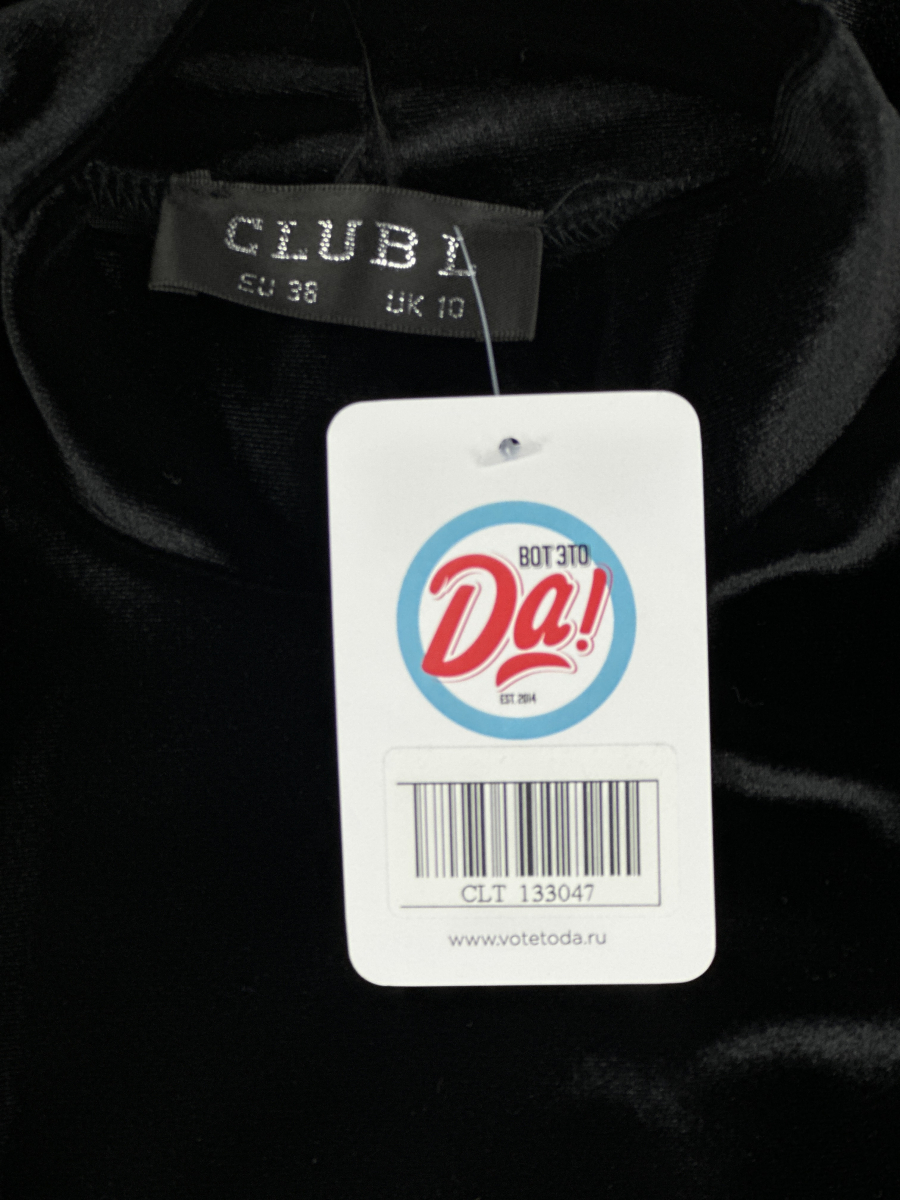 CLUB L
EU 38 UK 10
ВОТ ЭТО
Da!
EST. 2014
CLT 133047
www.votetoda.ru